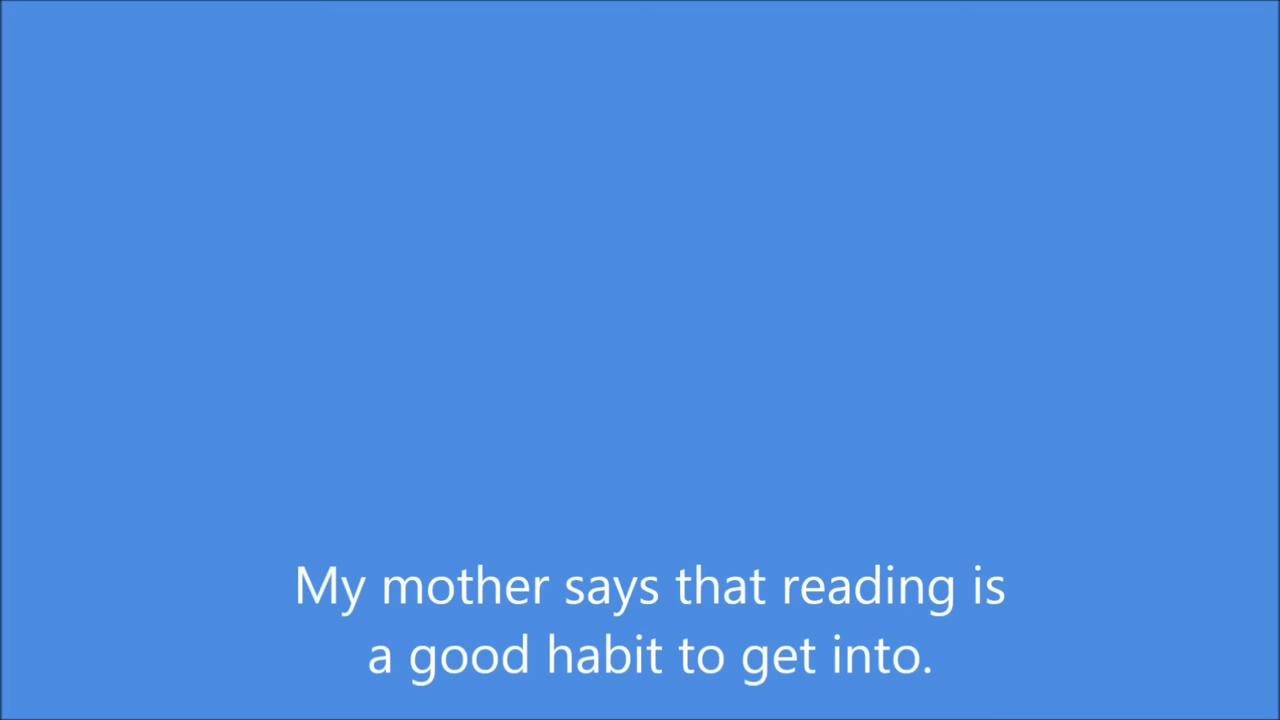 My mother says that reading is
a good habit to get into.